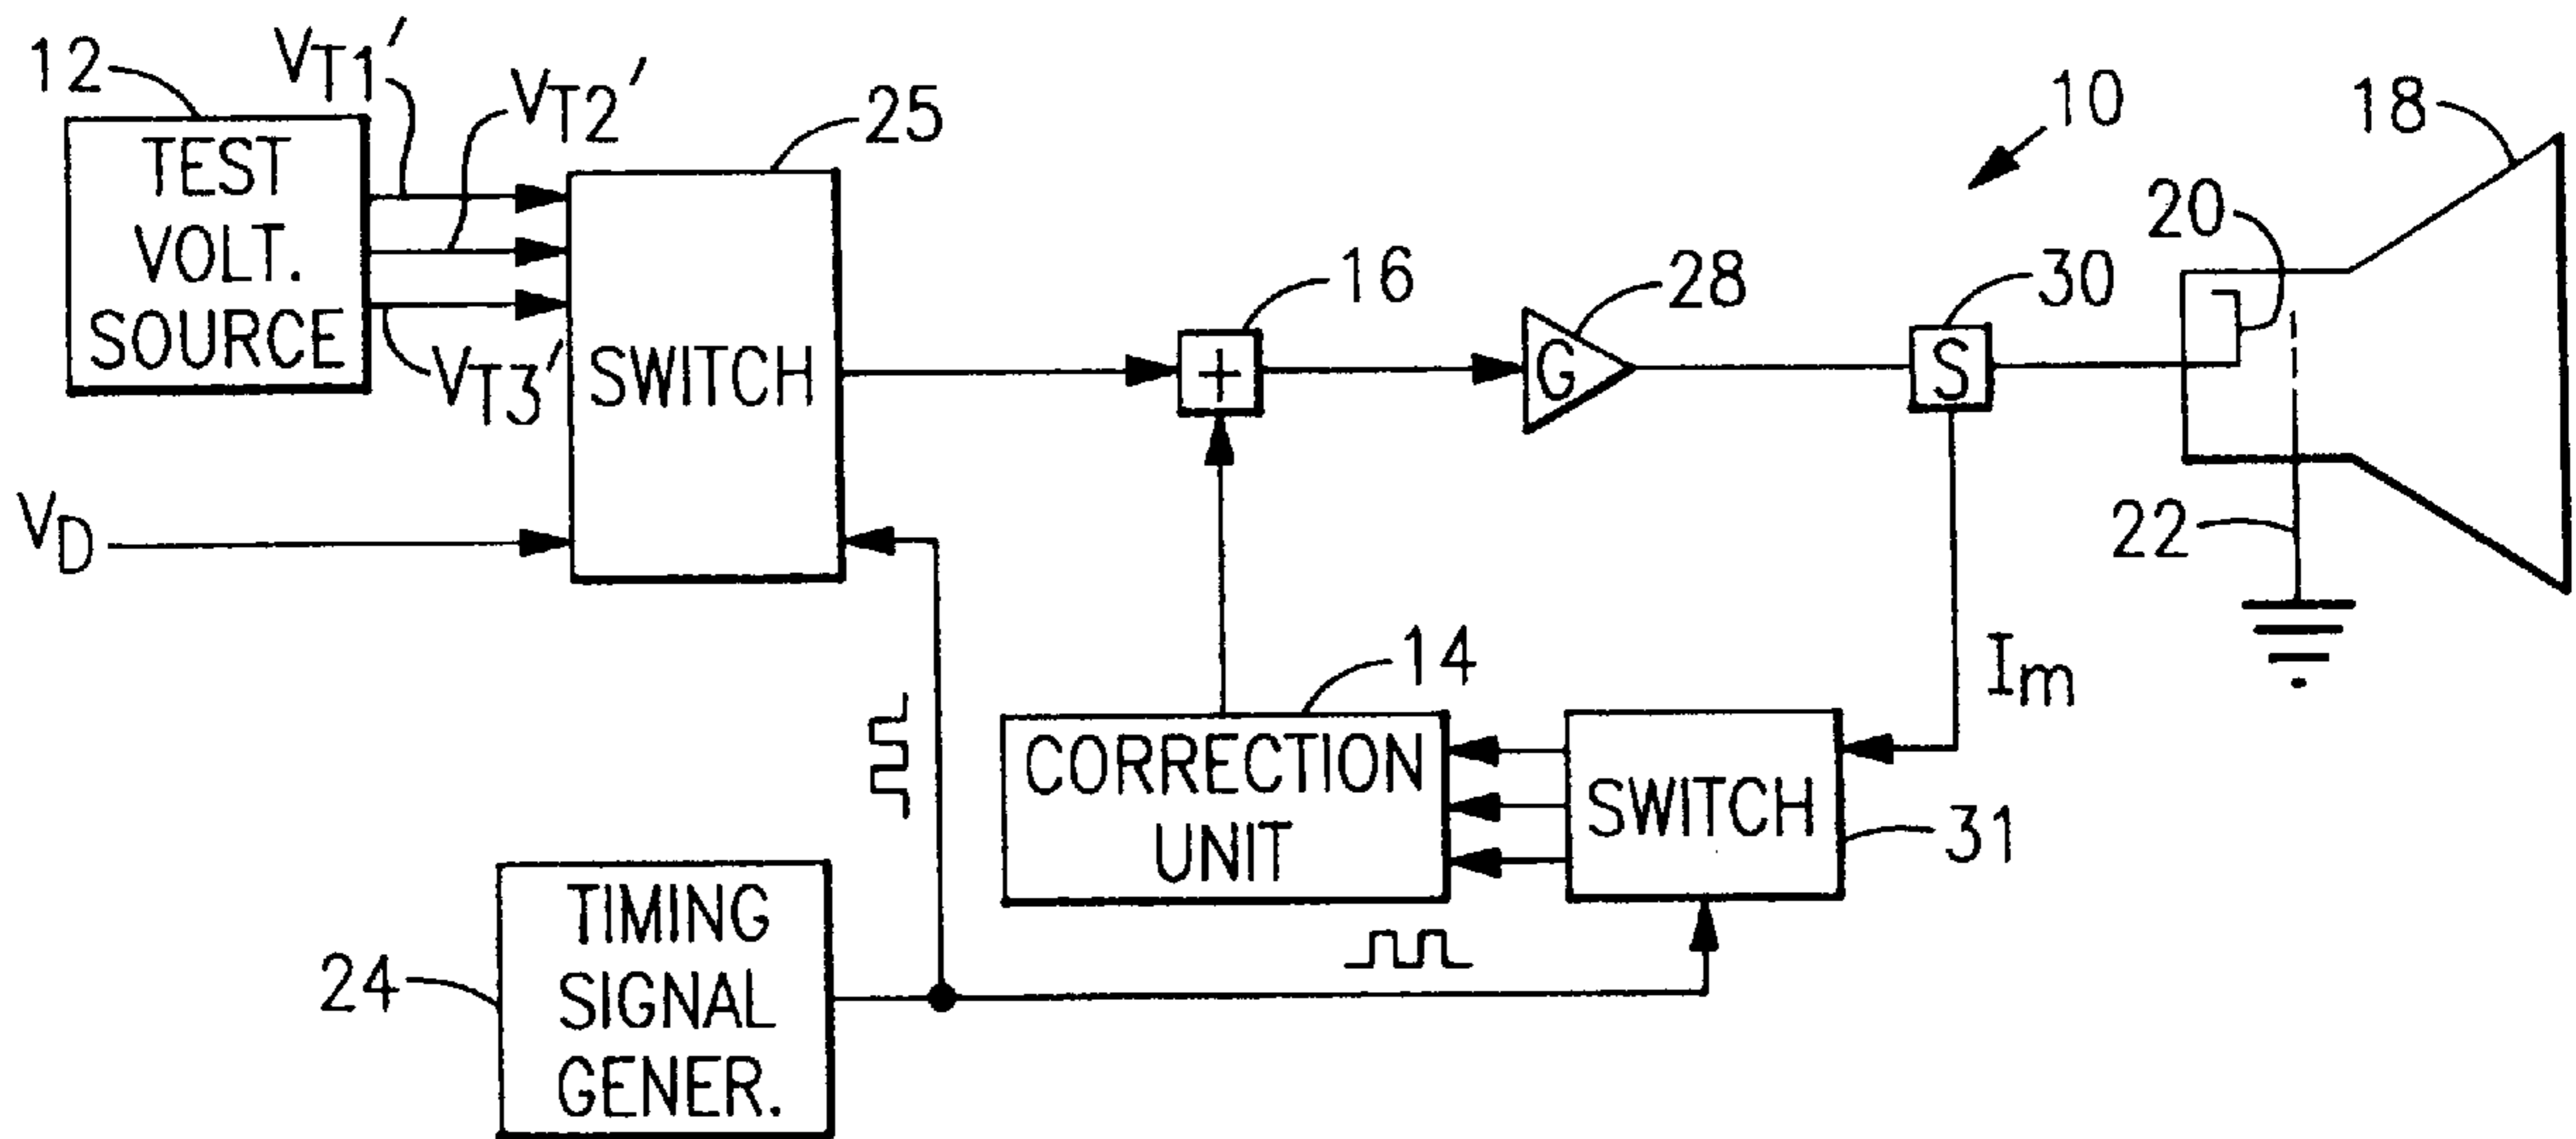 12
VT1'
VT2'
25
10
18
TEST
VOLT.
SOURCE
20
VT3'
SWITCH
16
+
28
G
30
S
VD
22
14
Im
CORRECTION
UNIT
SWITCH
31
24
TIMING
SIGNAL
GENER.